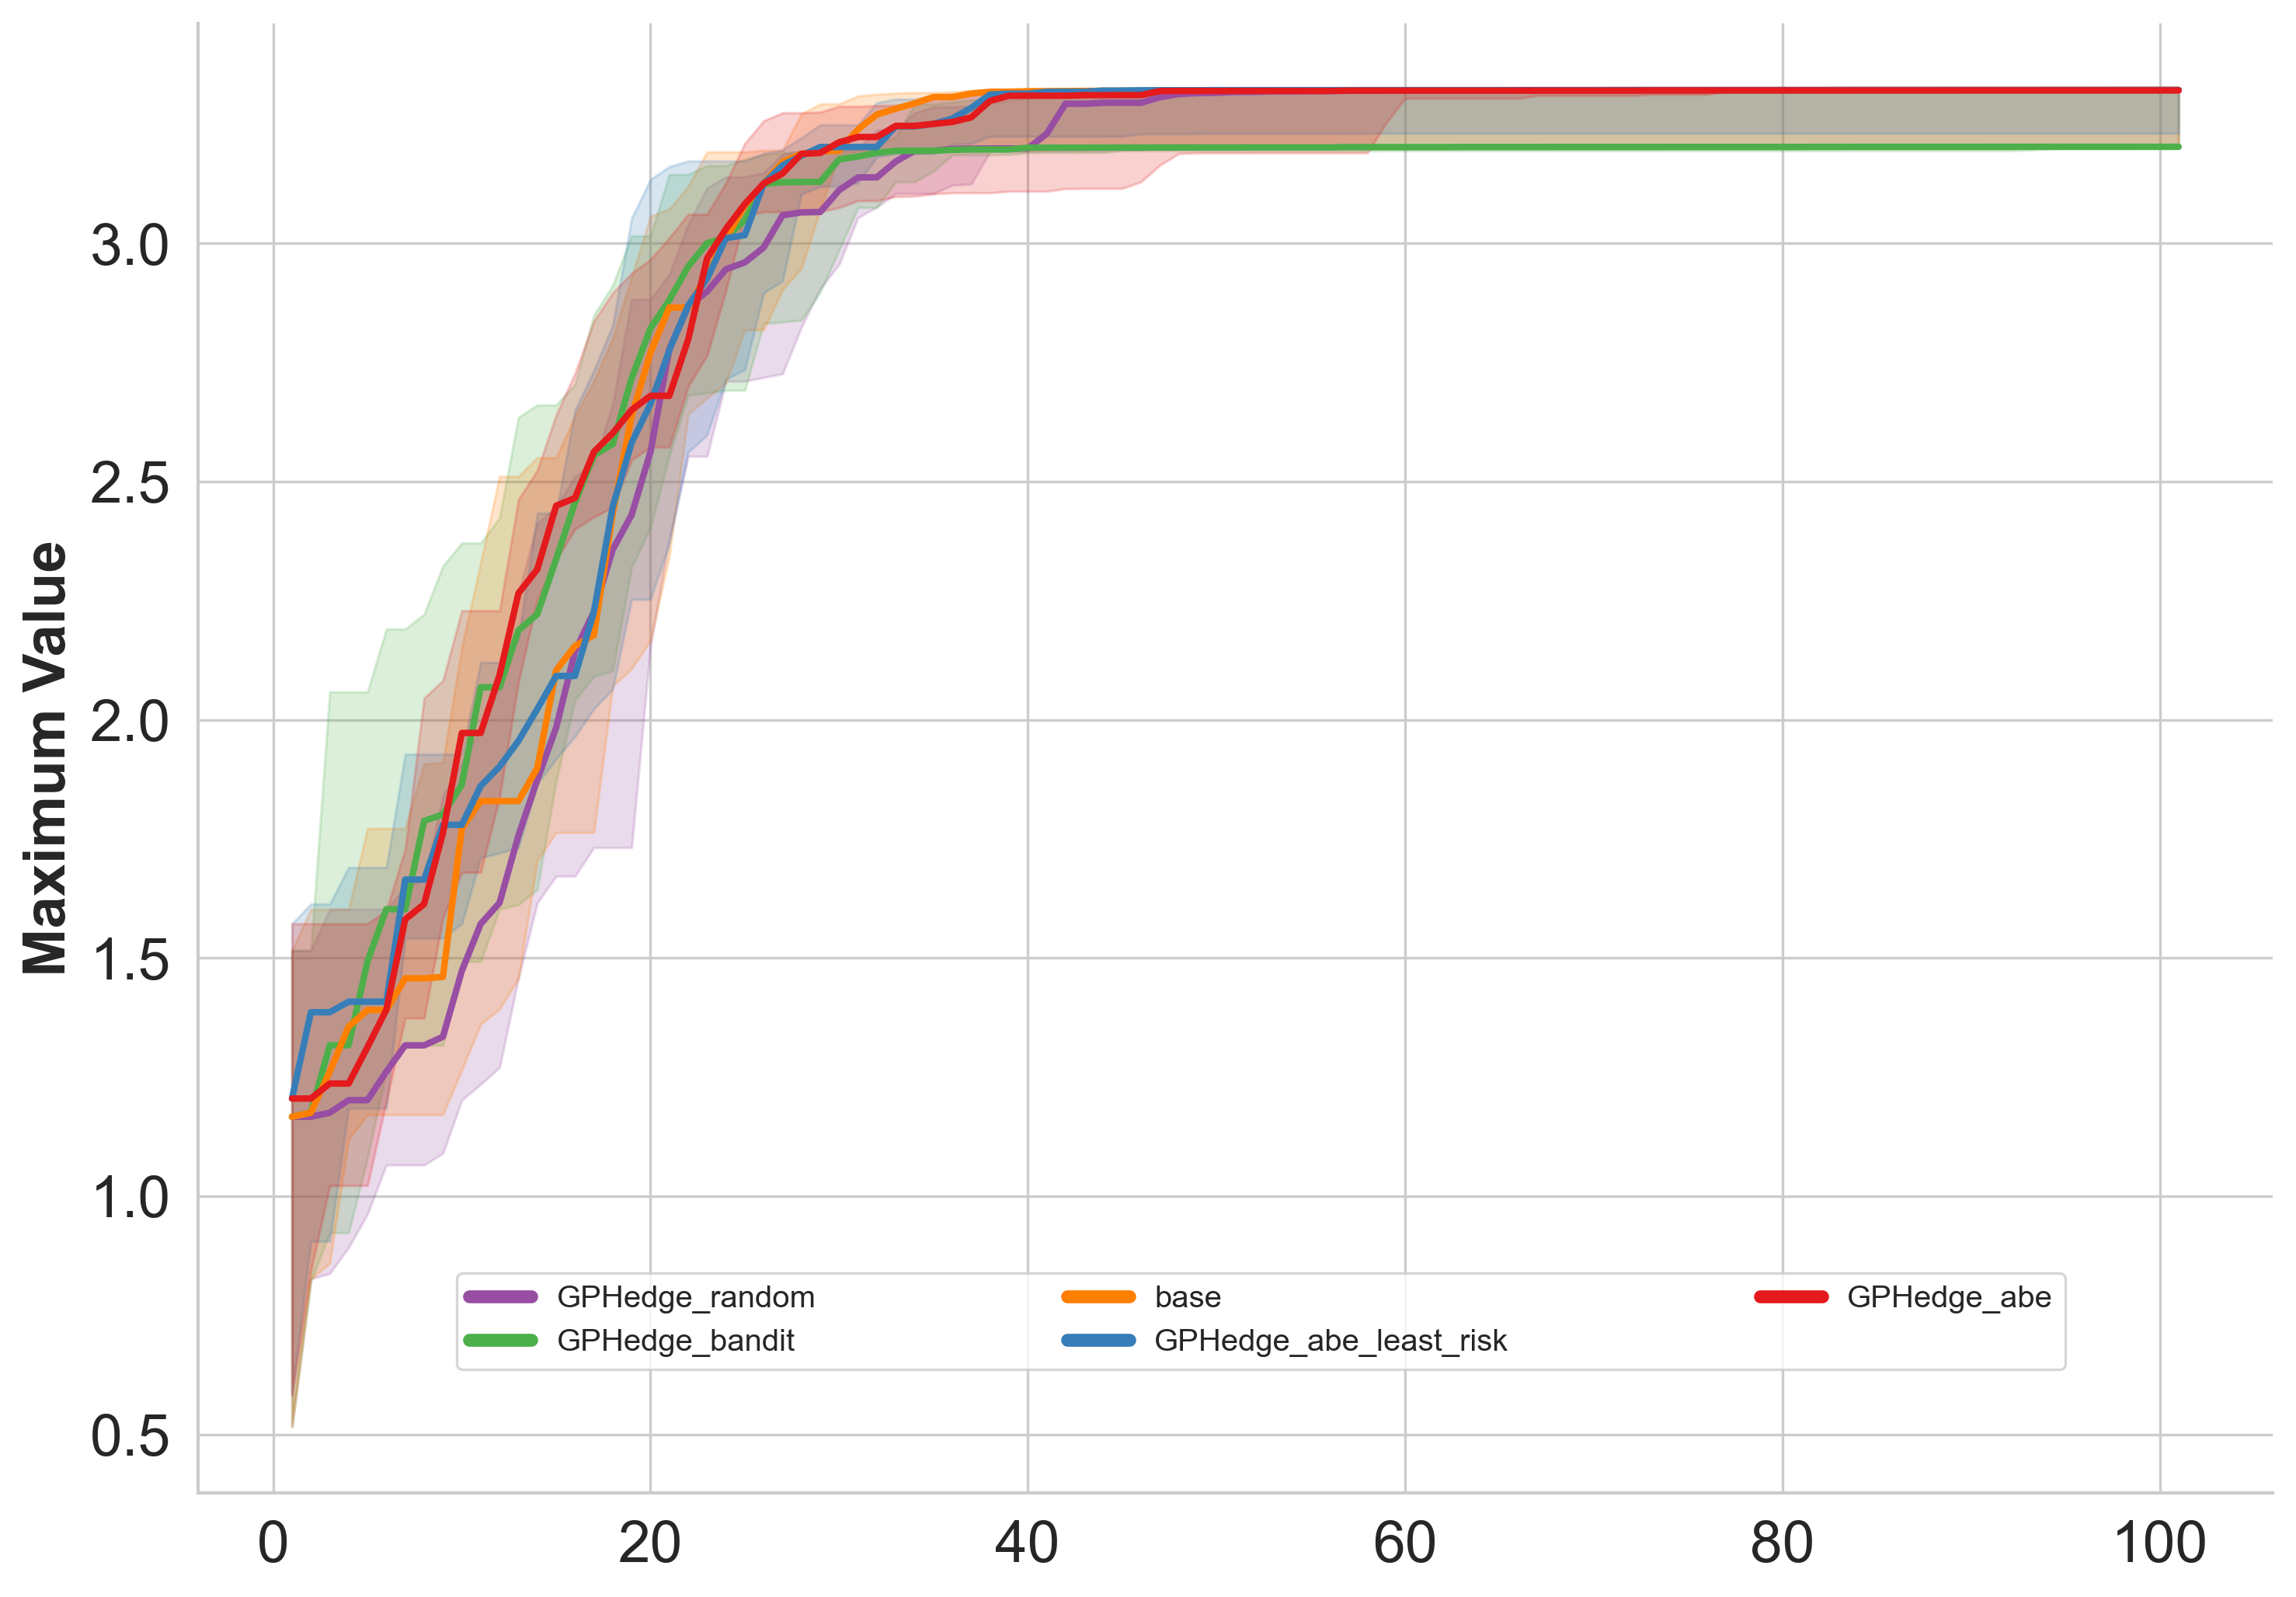 Maximum Value
3.0
2.5
2.0
1.5
1.0
0.5
GPHedge_random
GPHedge_bandit
base
GPHedge_abe_least_risk
GPHedge_abe
0 20 40 60 80 100